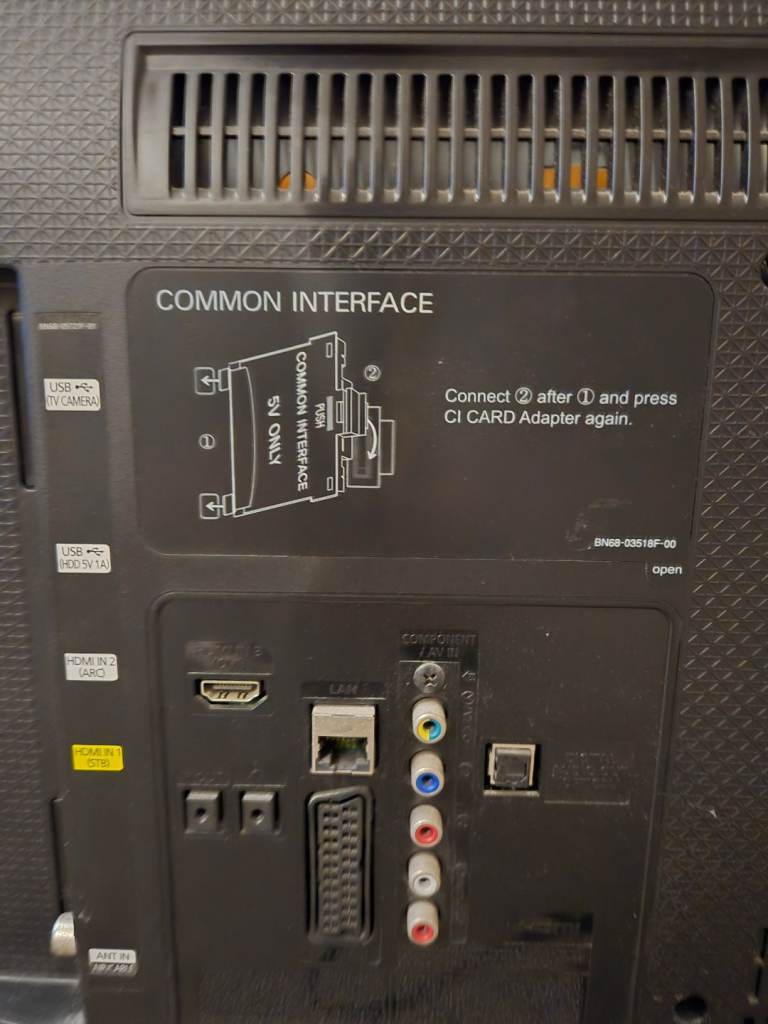 COMMON INTERFACE
USB
(TV CAMERA)
②
①
PUSH
COMMON INTERFACE
5V ONLY
Connect ② after ① and press
CI CARD Adapter again.
BN68-03518F-00
open
USB
(HDD 5V 1A)
HDMI IN 2
(ARC)
HDMI IN 1
(STB)
ANT IN
LAN
COMPONENT
/ AV IN